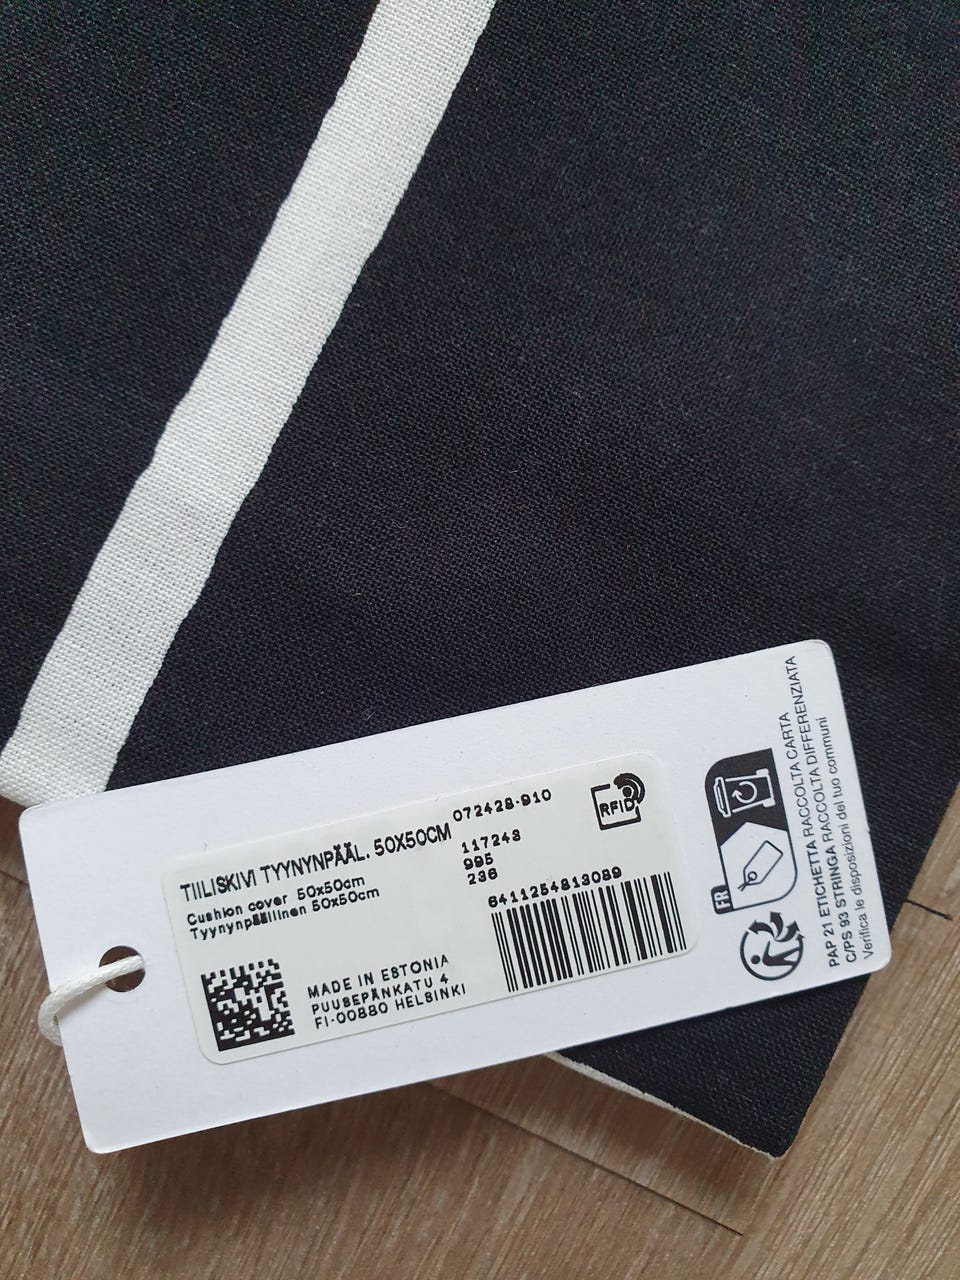 TIILISKIVI TYYNYNPÄÄL. 50X50CM
072428-910
Cushion cover 50x50cm
Tyynynpäällinen 50x50cm
117243
995
236
RFID
6411254813089
MADE IN ESTONIA
PUUSEPÄNKATU 4
FI-00880 HELSINKI
FR
PAP 21 ETICHETTA RACCOLTA CARTA
C/PS 93 STRINGA RACCOLTA DIFFERENZIATA
Verifica le disposizioni del tuo communi